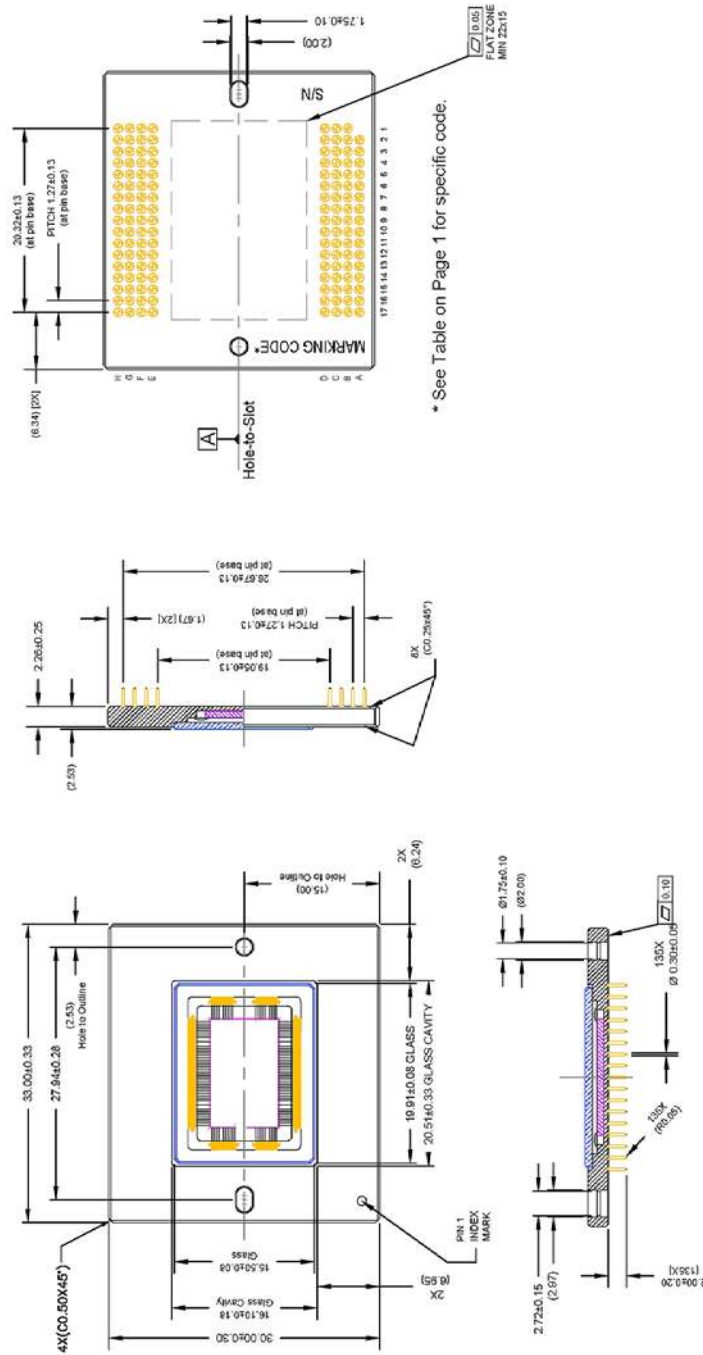 1.75±0.10
(2.00)
0.05
FLAT ZONE
MIN 22x15
S/N
20.32±0.13
(at pin base)
PITCH 1.27±0.13
(at pin base)
(6.34) [2X]
H
G
F
E
D
C
B
A
17 16 15 14 13 12 11 10 9 8 7 6 5 4 3 2 1
MARKING CODE*
A
Hole-to-Slot
* See Table on Page 1 for specific code.
2.26±0.25
(2.53)
(1.67) [2X]
26.67±0.13
(at pin base)
PITCH 1.27±0.13
(at pin base)
19.05±0.13
(at pin base)
8X
(C0.25x45°)
33.00±0.33
27.94±0.28
(2.53)
Hole to Outline
4X(C0.50X45°)
(15.00)
Hole to Outline
2X
(6.24)
19.91±0.08 GLASS
20.51±0.33 GLASS CAVITY
PIN 1
INDEX
MARK
15.50±0.08
Glass
16.10±0.18
Glass Cavity
30.00±0.30
2X
(6.95)
Ø1.75±0.10
(Ø2.00)
0.10
135X
Ø 0.30±0.05
135X
(R0.05)
2.72±0.15
(2.97)
2.00±0.20
[135X]